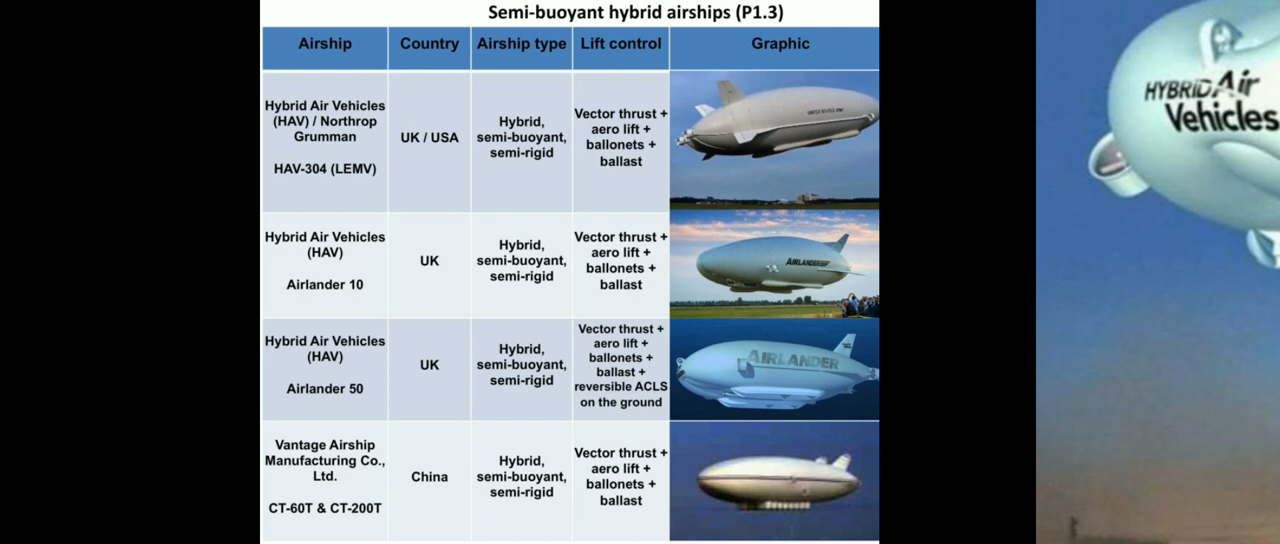 Semi-buoyant hybrid airships (P1.3)
Airship
Country
Airship type
Lift control
Graphic
Hybrid Air Vehicles
(HAV) / Northrop
Grumman
HAV-304 (LEMV)
UK / USA
Hybrid,
semi-buoyant,
semi-rigid
Vector thrust +
aero lift +
ballonets +
ballast
UNITED STATES ARMY
Hybrid Air Vehicles
(HAV)
Airlander 10
UK
Hybrid,
semi-buoyant,
semi-rigid
Vector thrust +
aero lift +
ballonets +
ballast
AIRLANDER
Hybrid Air Vehicles
(HAV)
Airlander 50
UK
Hybrid,
semi-buoyant,
semi-rigid
Vector thrust +
aero lift +
ballonets +
ballast +
reversible ACLS
on the ground
AIRLANDER
Vantage Airship
Manufacturing Co.,
Ltd.
CT-60T & CT-200T
China
Hybrid,
semi-buoyant,
semi-rigid
Vector thrust +
aero lift +
ballonets +
ballast
HYBRID Air
Vehicles